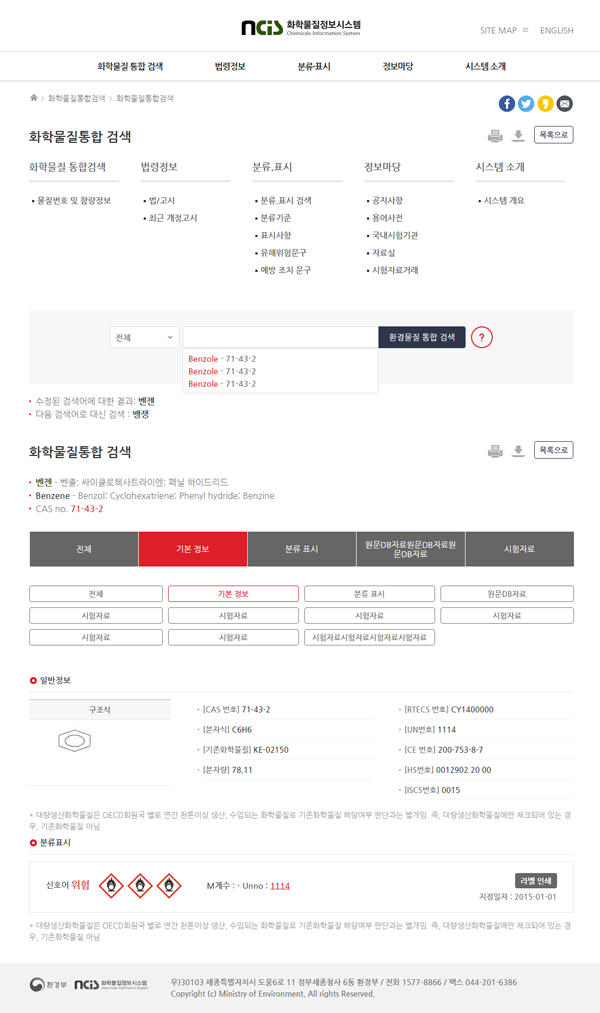 ncis 화학물질정보시스템
Chemicals Information System
SITE MAP
ENGLISH
화학물질 통합 검색
법령정보
분류·표시
정보마당
시스템 소개
화학물질통합검색 > 화학물질통합검색
화학물질통합 검색
목록으로
화학물질 통합검색
법령정보
분류.표시
정보마당
시스템 소개
물질번호 및 함량정보
법/고시
최근 개정고시
분류.표시 검색
분류기준
표시사항
유해위험문구
예방 조치 문구
공지사항
용어사전
국내시험기관
자료실
시험자료거래
시스템 개요
전체
환경물질 통합 검색
?
Benzole - 71-43-2
Benzole - 71-43-2
Benzole - 71-43-2
수정된 검색어에 대한 결과: 벤젠
다음 검색어로 대신 검색 : 뱅쟁
화학물질통합 검색
목록으로
벤젠 - 벤졸; 싸이클로헥사트라이엔; 페닐 하이드리드
Benzene - Benzol; Cyclohexatriene; Phenyl hydride; Benzine
CAS no. 71-43-2
전체
기본 정보
분류 표시
원문DB자료원문DB자료원
문DB자료
시험자료
전체
기본 정보
분류 표시
원문DB자료
시험자료
시험자료
시험자료
시험자료
시험자료
시험자료
시험자료시험자료시험자료시험자료
일반정보
구조식
[CAS 번호] 71-43-2
[분자식] C6H6
[기존화학물질] KE-02150
[분자량] 78.11
[RTECS 번호] CY1400000
[UN번호] 1114
[CE 번호] 200-753-8-7
[HS번호] 0012902 20 00
[ISCS번호] 0015
* 대량생산화학물질은 OECD회원국 별로 연간 천톤이상 생산, 수입되는 화학물질로 기존화학물질 해당여부 판단과는 별개임. 즉, 대량생산화학물질에만 체크되어 있는 경
우, 기존화학물질 아님
분류표시
신호어 위험
M계수 : - Unno : 1114
라벨 인쇄
지정일자 : 2015-01-01
* 대량생산화학물질은 OECD회원국 별로 연간 천톤이상 생산, 수입되는 화학물질로 기존화학물질 해당여부 판단과는 별개임. 즉, 대량생산화학물질에만 체크되어 있는 경
우, 기존화학물질 아님
환경부
ncis 화학물질정보시스템
Chemicals Information System
우)30103 세종특별자치시 도움6로 11 정부세종청사 6동 환경부 / 전화 1577-8866 / 팩스 044-201-6386
Copyright (c) Ministry of Environment. All rights Reserved.